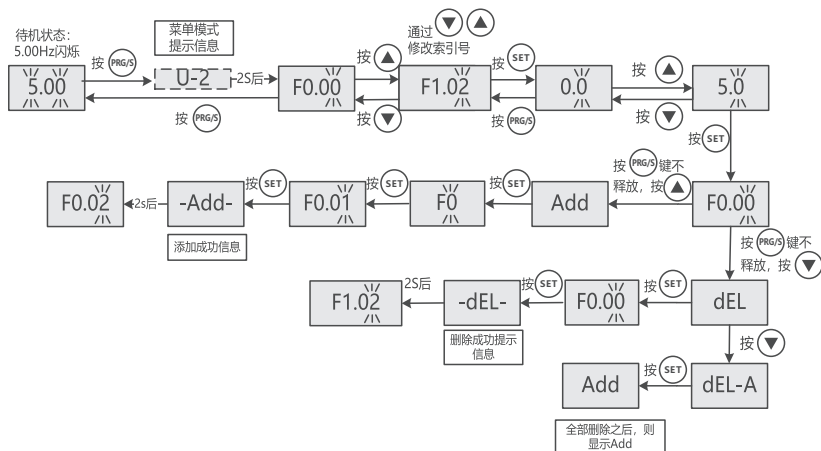 待机状态：
5.00Hz闪烁
菜单模式
提示信息
通过
修改索引号
按 PRG/S
2S后
按
按 SET
按
5.00
U-2
F0.00
F1.02
0.0
5.0
按 PRG/S
按
按 PRG/S
按
按 SET
按 PRG/S 键不
释放，按
F0.02
2s后
-Add-
按 SET
F0.01
按 SET
F0
按 SET
Add
F0.00
添加成功信息
按 PRG/S 键不
释放，按
F1.02
2S后
-dEL-
按 SET
F0.00
按 SET
dEL
删除成功提示
信息
按
Add
按 SET
dEL-A
全部删除之后，则
显示Add